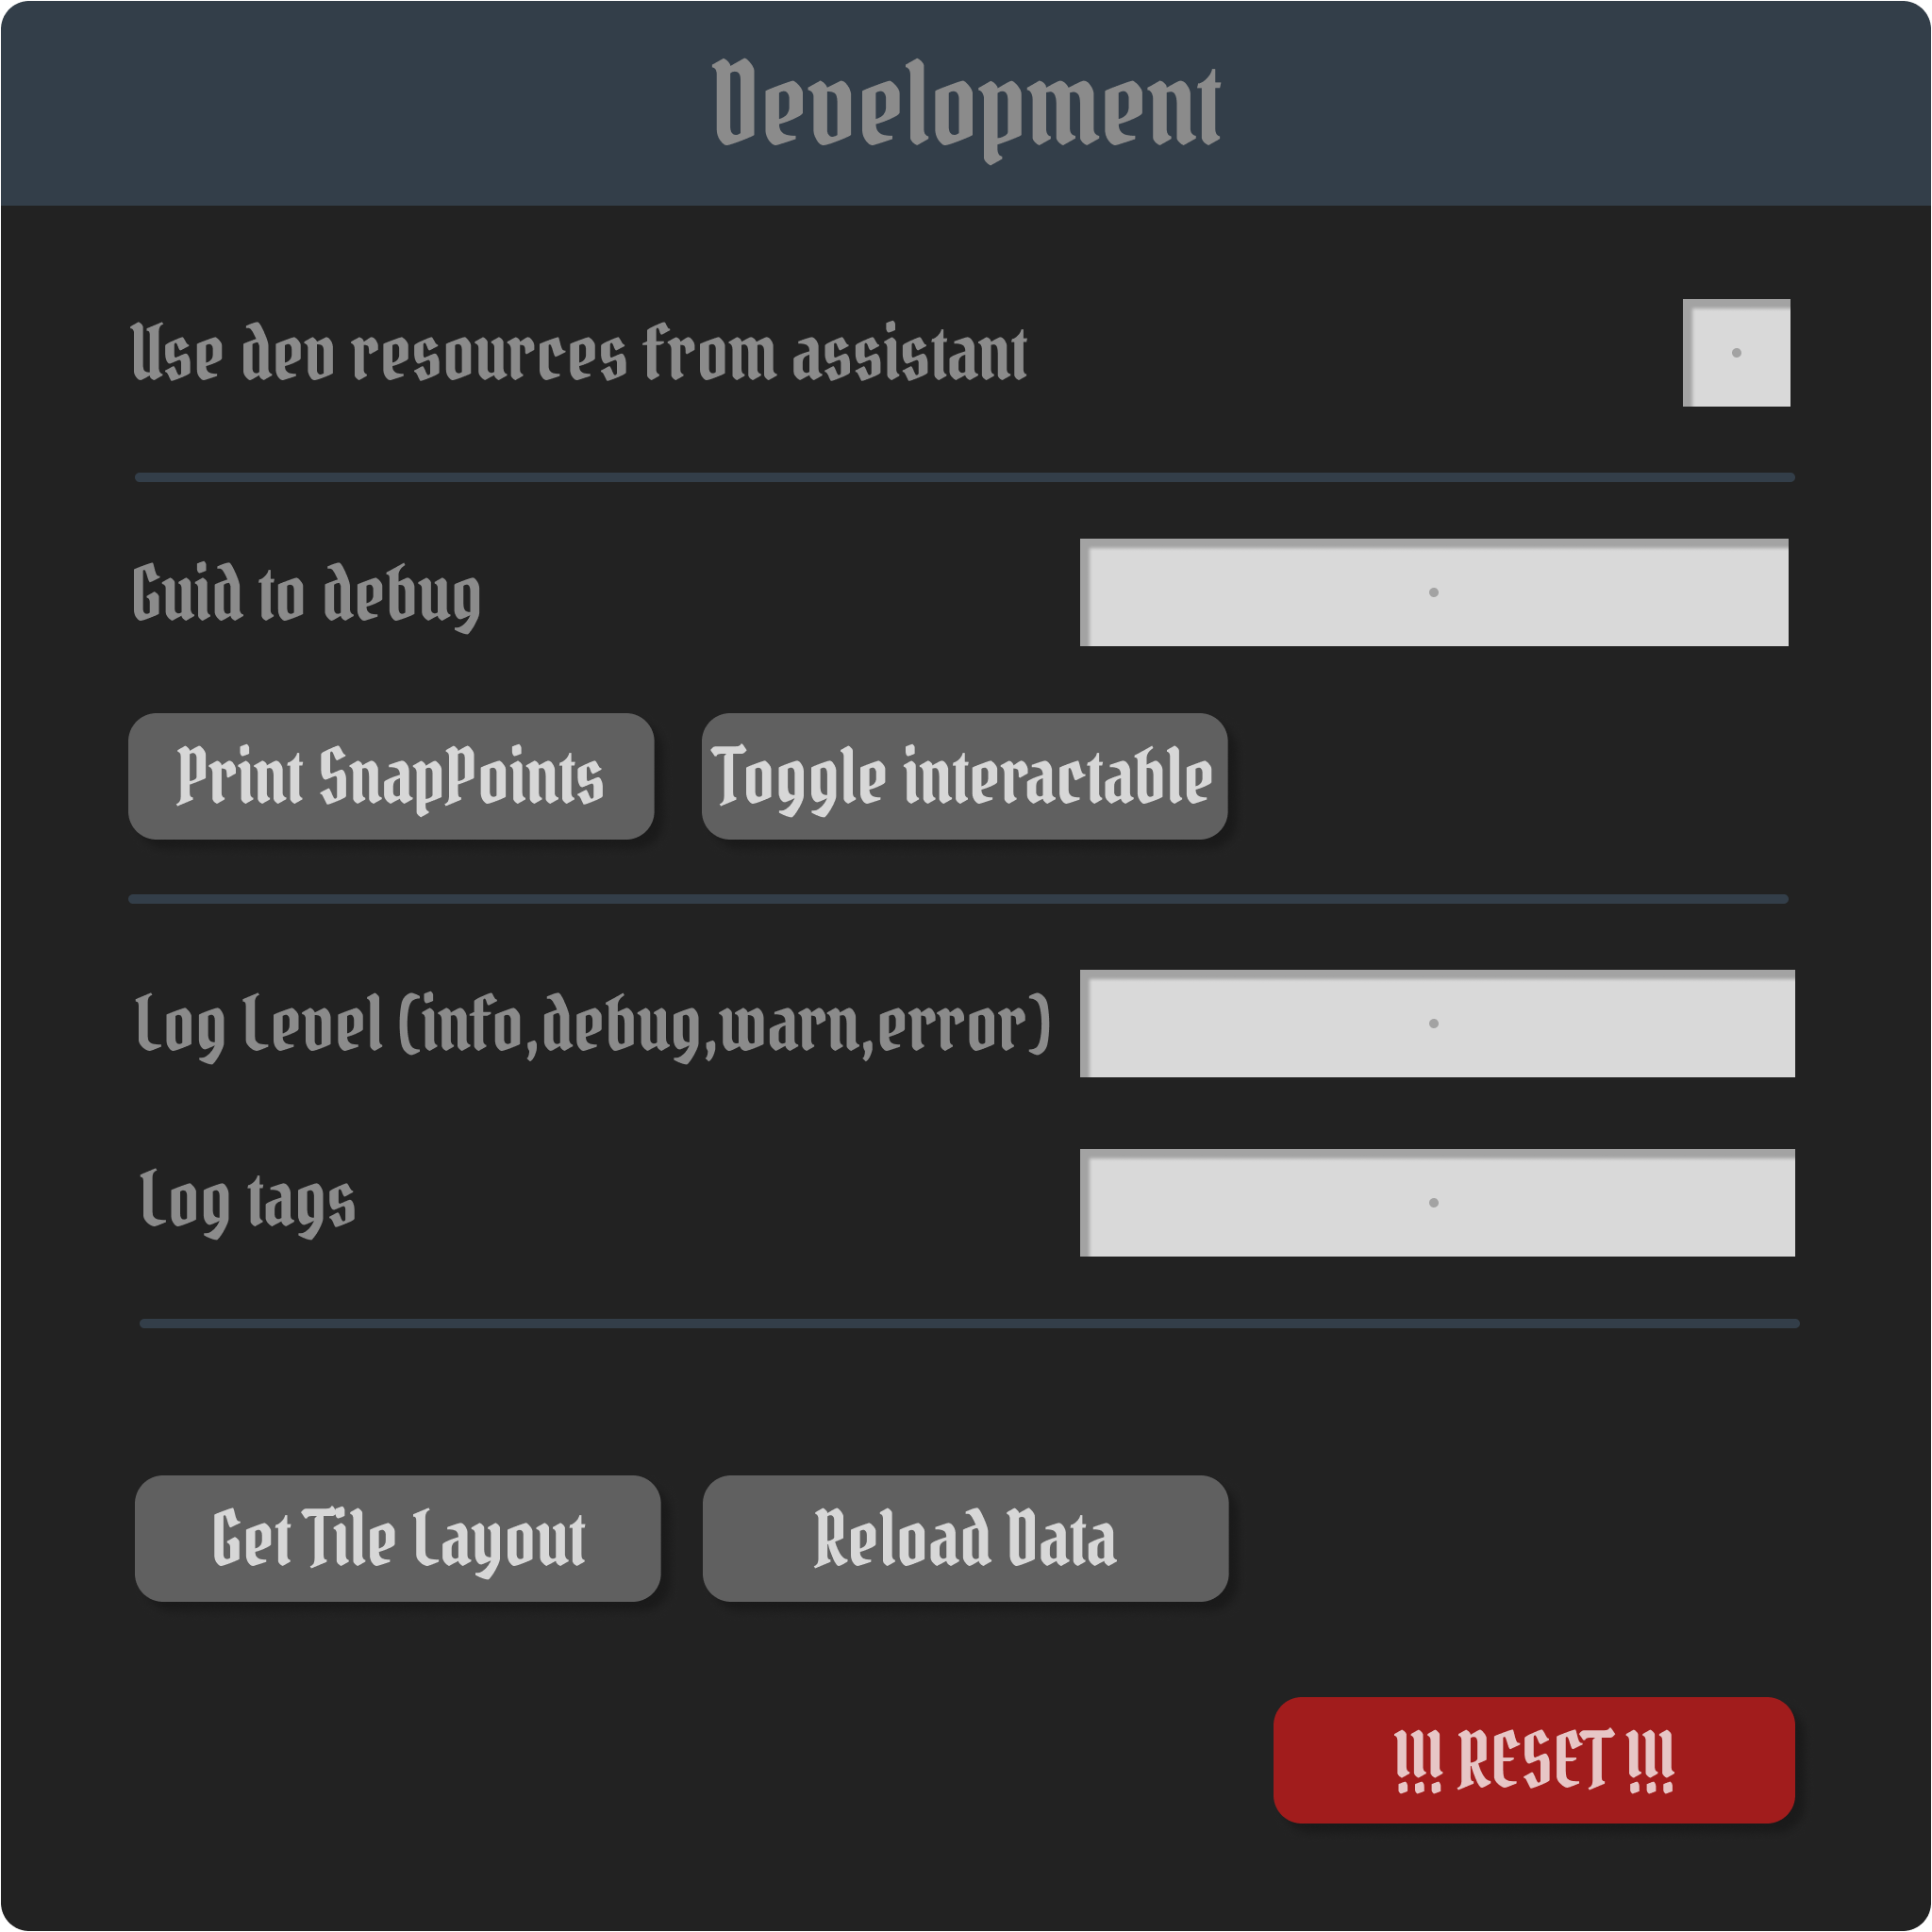 Development
Use dev resources from assistant
Guid to debug
Print SnapPoints
Toggle interactable
Log Level (info,debug,warn,error)
Log tags
Get Tile Layout
Reload Data
!!! RESET !!!